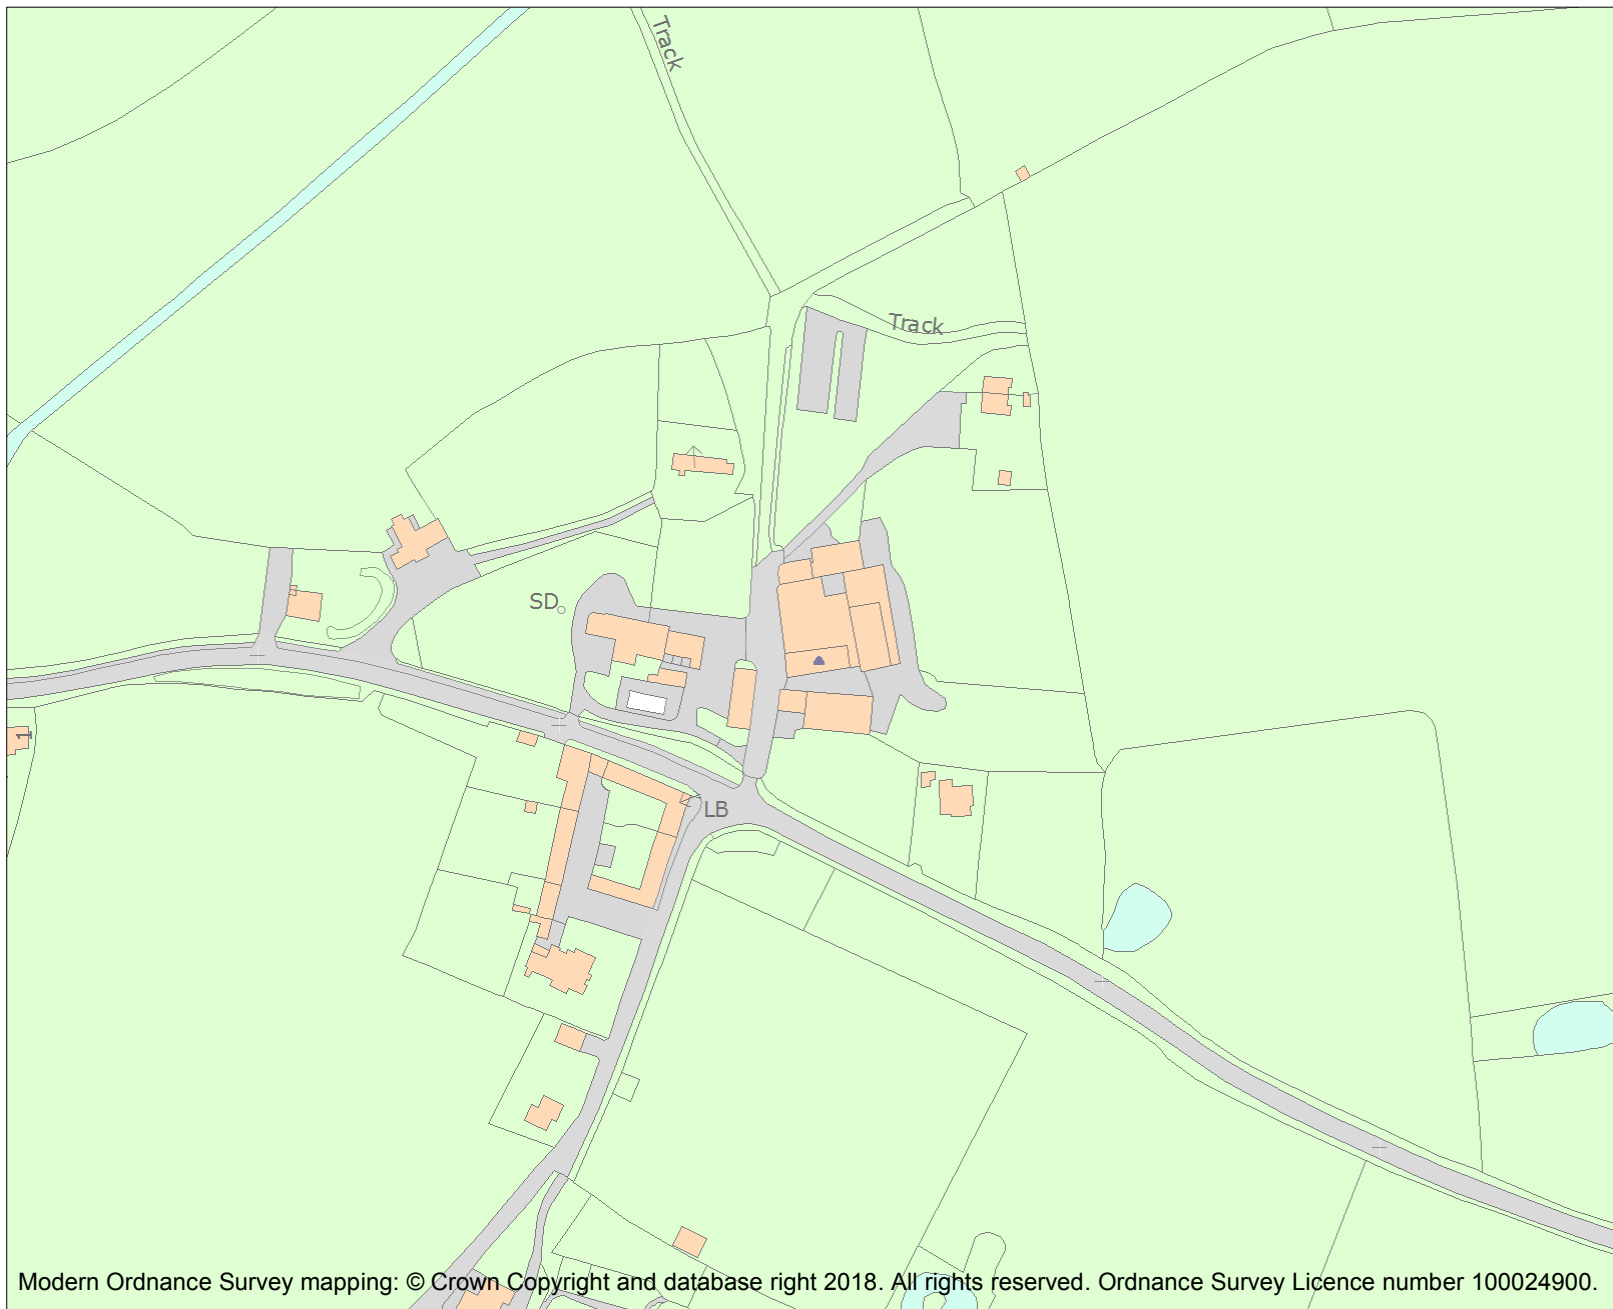 Track
Track
SD
1
LB
Modern Ordnance Survey mapping: © Crown Copyright and database right 2018. All rights reserved. Ordnance Survey Licence number 100024900.